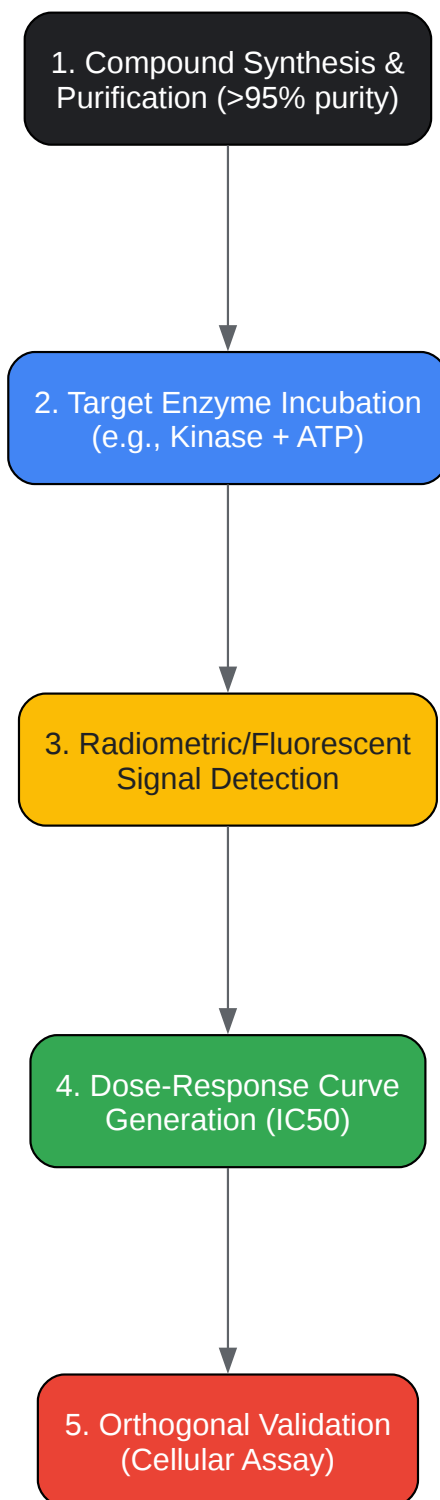 1. Compound Synthesis &
Purification (>95% purity)
2. Target Enzyme Incubation
(e.g., Kinase + ATP)
3. Radiometric/Fluorescent
Signal Detection
4. Dose-Response Curve
Generation (IC50)
5. Orthogonal Validation
(Cellular Assay)